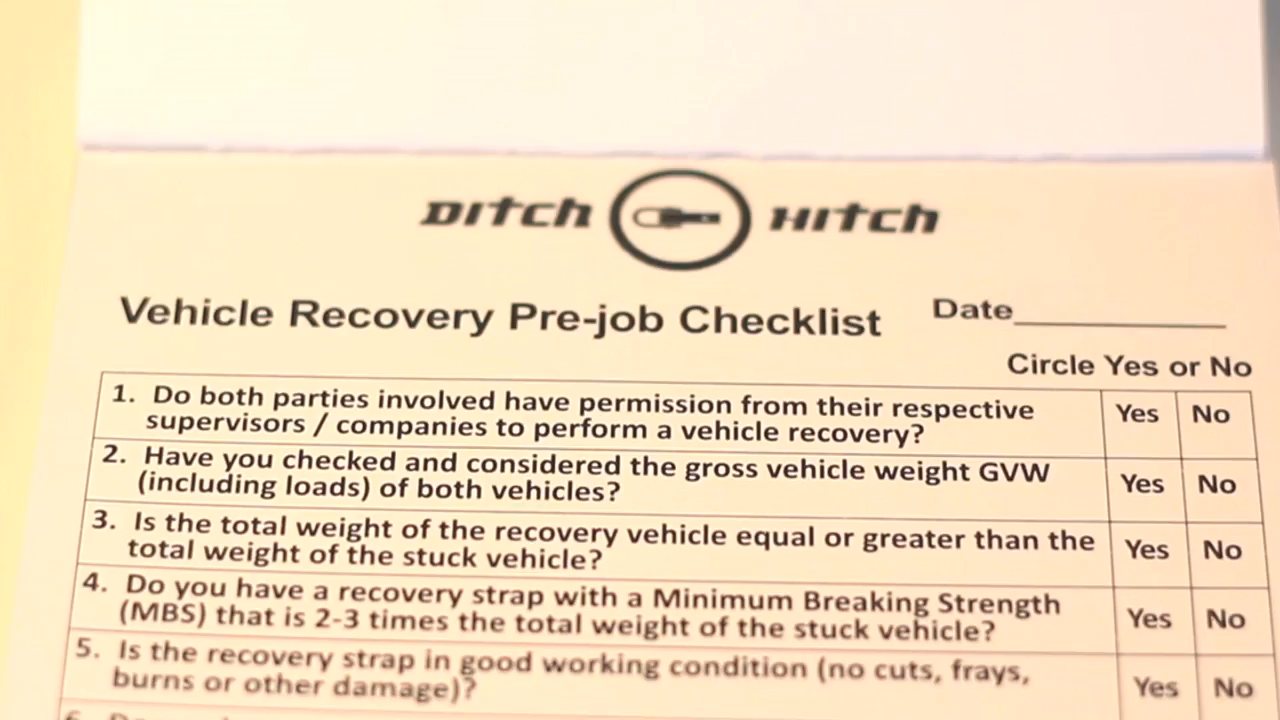 DITCH HITCH
Vehicle Recovery Pre-job Checklist Date___________
Circle Yes or No
1. Do both parties involved have permission from their respective
supervisors / companies to perform a vehicle recovery? Yes No
2. Have you checked and considered the gross vehicle weight GVW
(including loads) of both vehicles? Yes No
3. Is the total weight of the recovery vehicle equal or greater than the
total weight of the stuck vehicle? Yes No
4. Do you have a recovery strap with a Minimum Breaking Strength
(MBS) that is 2-3 times the total weight of the stuck vehicle? Yes No
5. Is the recovery strap in good working condition (no cuts, frays,
burns or other damage)? Yes No